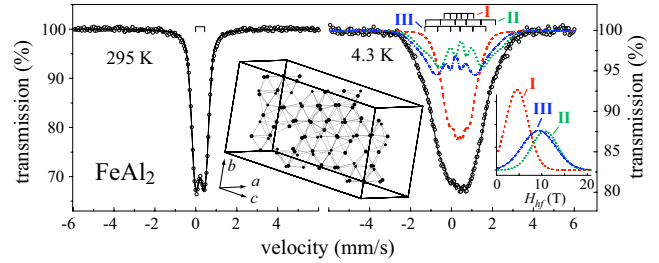 III
I
II
100
90
80
70
transmission (%)
295 K
FeAl2
b
a
c
4.3 K
I
III
II
0
10
20
Hhf (T)
100
95
90
85
80
transmission (%)
-6
-4
-2
0
2
4
-4
-2
0
2
4
6
velocity (mm/s)